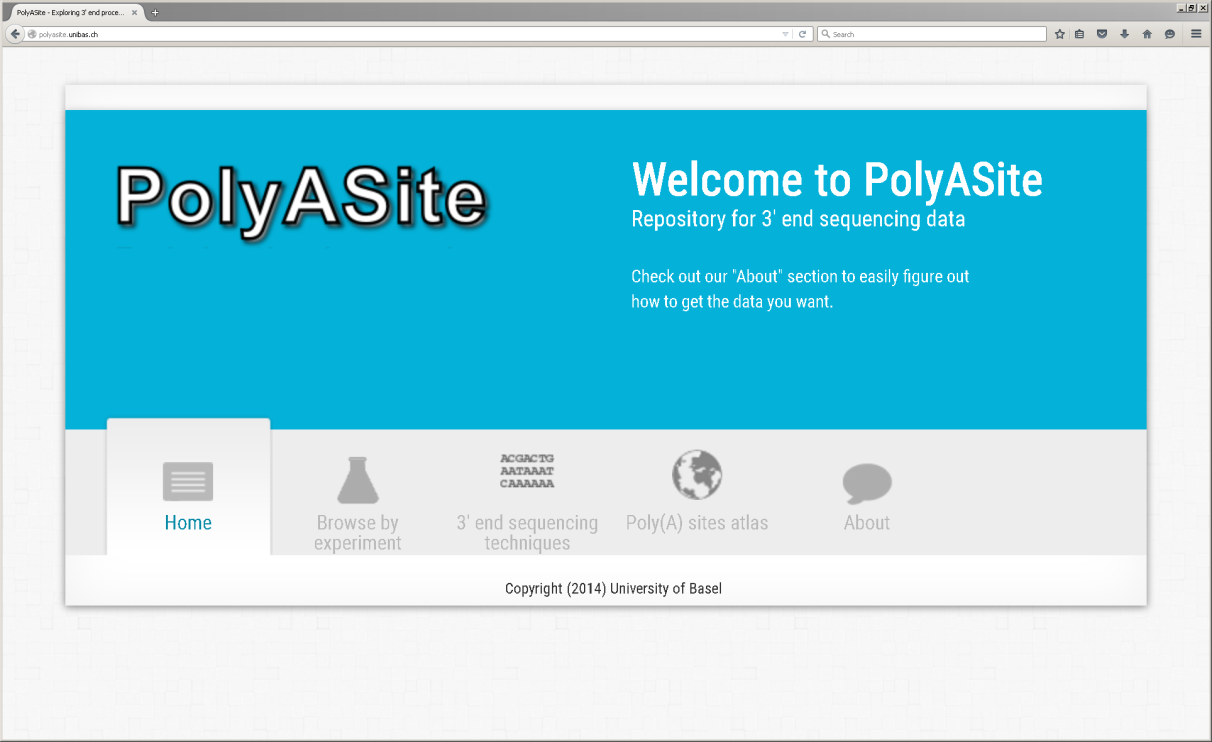 PolyASite - Exploring 3' end proce...
polyasite.unibas.ch
Search
PolyASite
Welcome to PolyASite
Repository for 3' end sequencing data
Check out our "About" section to easily figure out
how to get the data you want.
ACGACTG
AATAAAT
CAAAAAA
Home
Browse by
experiment
3' end sequencing
techniques
Poly(A) sites atlas
About
Copyright (2014) University of Basel